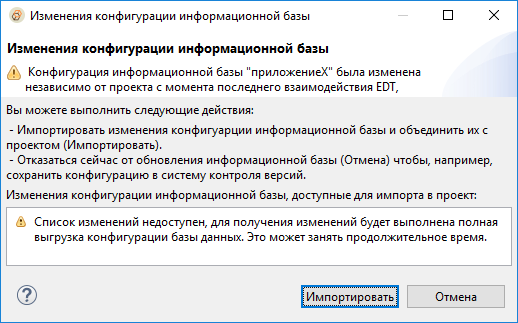 Изменения конфигурации информационной базы
Изменения конфигурации информационной базы
Конфигурация информационной базы "приложениеX" была изменена
независимо от проекта с момента последнего взаимодействия EDT,
Вы можете выполнить следующие действия:
- Импортировать изменения конфигуарции информационной базы и объединить их с
проектом (Импортировать).
- Отказаться сейчас от обновления информационной базы (Отмена) чтобы, например,
сохранить конфигурацию в систему контроля версий.
Изменения конфигурации информационной базы, доступные для импорта в проект:
Список изменений недоступен, для получения изменений будет выполнена полная
выгрузка конфигурации базы данных. Это может занять продолжительное время.
?
Импортировать
Отмена